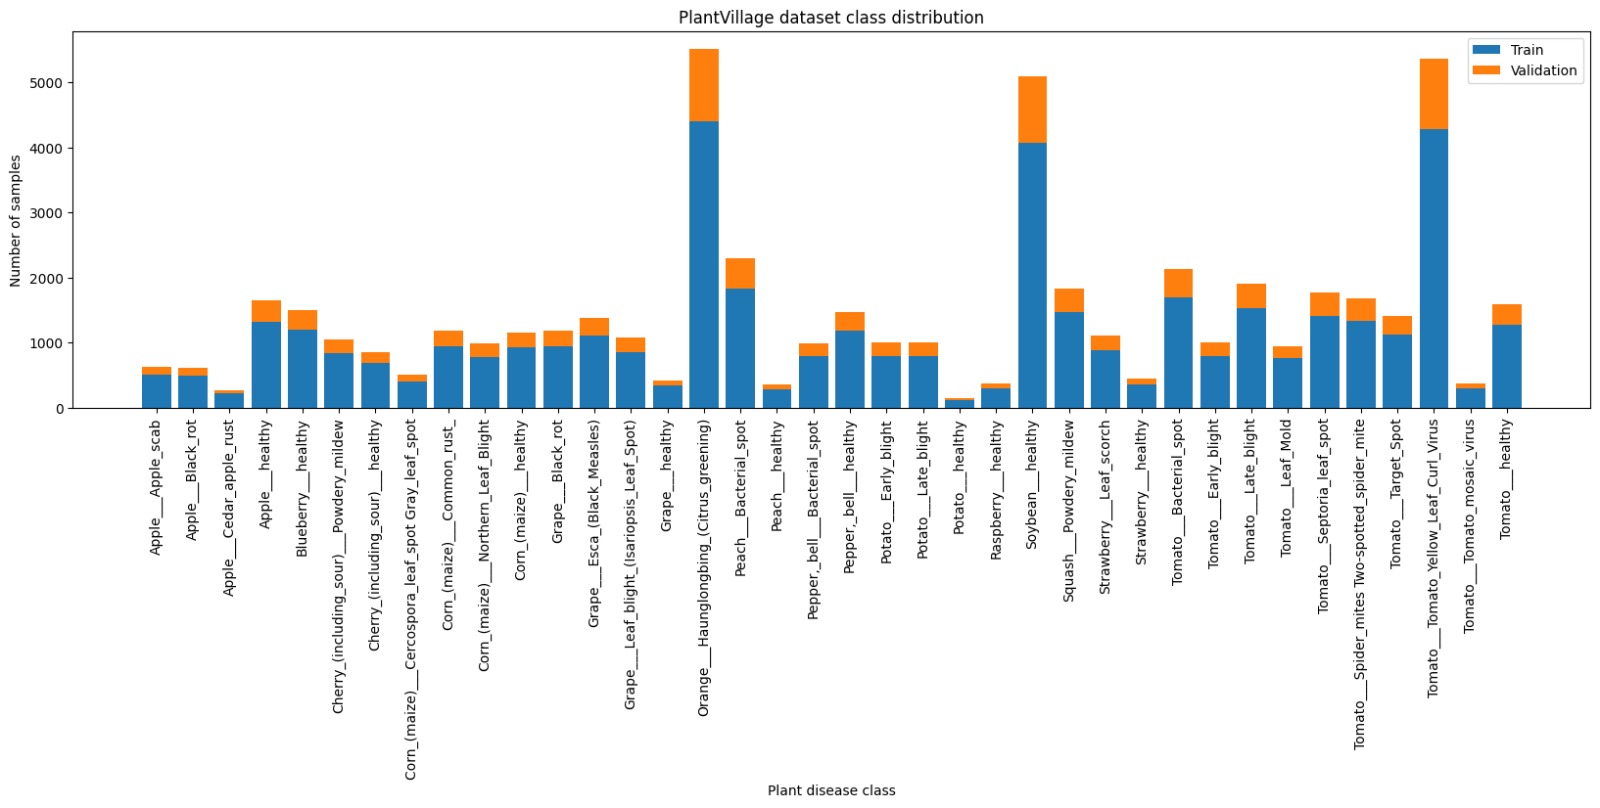 PlantVillage dataset class distribution
Train
Validation
Number of samples
5000
4000
3000
2000
1000
0
Apple___Apple_scab
Apple___Black_rot
Apple___Cedar_apple_rust
Apple___healthy
Blueberry___healthy
Cherry_(including_sour)___Powdery_mildew
Cherry_(including_sour)___healthy
Corn_(maize)___Cercospora_leaf_spot Gray_leaf_spot
Corn_(maize)___Common_rust_
Corn_(maize)___Northern_Leaf_Blight
Corn_(maize)___healthy
Grape___Black_rot
Grape___Esca_(Black_Measles)
Grape___Leaf_blight_(Isariopsis_Leaf_Spot)
Grape___healthy
Orange___Haunglongbing_(Citrus_greening)
Peach___Bacterial_spot
Peach___healthy
Pepper,_bell___Bacterial_spot
Pepper,_bell___healthy
Potato___Early_blight
Potato___Late_blight
Potato___healthy
Raspberry___healthy
Soybean___healthy
Squash___Powdery_mildew
Strawberry___Leaf_scorch
Strawberry___healthy
Tomato___Bacterial_spot
Tomato___Early_blight
Tomato___Late_blight
Tomato___Leaf_Mold
Tomato___Septoria_leaf_spot
Tomato___Spider_mites Two-spotted_spider_mite
Tomato___Target_Spot
Tomato___Tomato_Yellow_Leaf_Curl_Virus
Tomato___Tomato_mosaic_virus
Tomato___healthy
Plant disease class